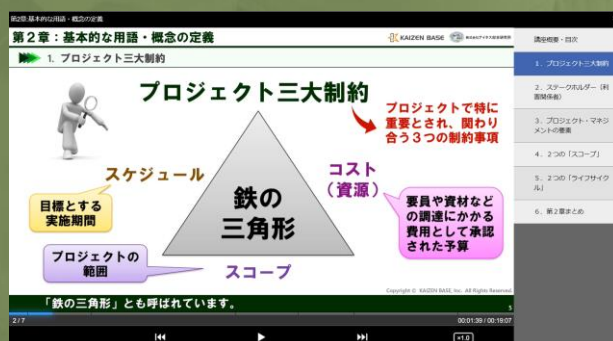 第2章:基本的な用語・概念の定義
第２章：基本的な用語・概念の定義
KAIZEN BASE
1. プロジェクト三大制約
プロジェクト三大制約
プロジェクトで特に
重要とされ、関わり
合う３つの制約事項
スケジュール
コスト
（資源）
鉄の
三角形
目標とする
実施期間
要員や資材など
の調達にかかる
費用として承認
された予算
プロジェクトの
範囲
スコープ
Copyright © KAIZEN BASE, Inc. All Rights Reserved.
5
「鉄の三角形」とも呼ばれています。
2/7
00:01:39 / 00:18:07
×1.0
講座概要・目次
1. プロジェクト三大制約
2. ステークホルダー（利
害関係者）
3. プロジェクト・マネジ
メントの要素
4. ２つの「スコープ」
5. ２つの「ライフサイク
ル」
6. 第２章まとめ